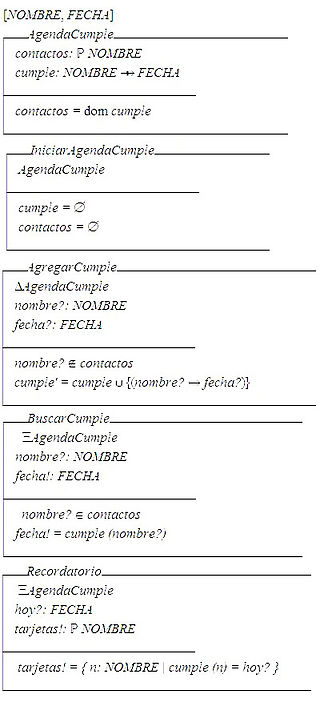 [NOMBRE, FECHA]
AgendaCumple
contactos: ℙ NOMBRE
cumple: NOMBRE ⇸ FECHA
contactos = dom cumple
IniciarAgendaCumple
AgendaCumple
cumple = ∅
contactos = ∅
AgregarCumple
ΔAgendaCumple
nombre?: NOMBRE
fecha?: FECHA
nombre? ∉ contactos
cumple' = cumple ∪ {(nombre? → fecha?)}
BuscarCumple
ΞAgendaCumple
nombre?: NOMBRE
fecha!: FECHA
nombre? ∈ contactos
fecha! = cumple (nombre?)
Recordatorio
ΞAgendaCumple
hoy?: FECHA
tarjetas!: ℙ NOMBRE
tarjetas! = { n: NOMBRE | cumple (n) = hoy? }